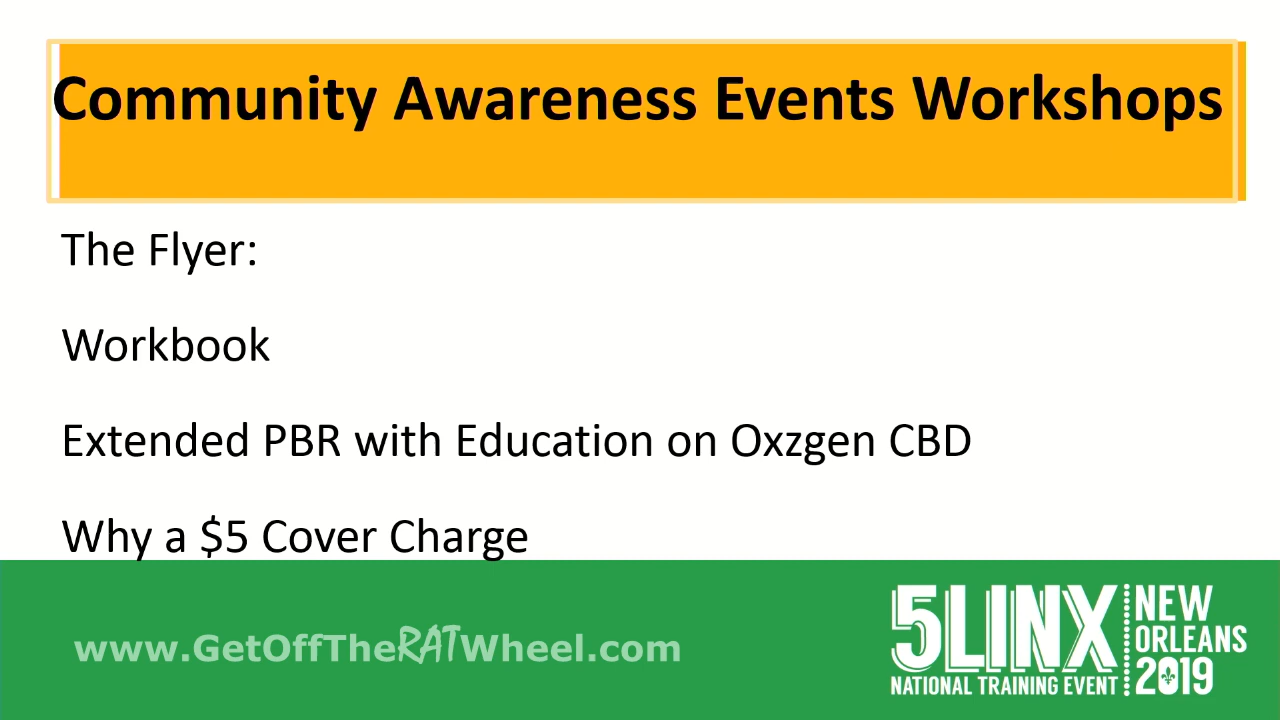 Community Awareness Events Workshops
The Flyer:
Workbook
Extended PBR with Education on Oxzgen CBD
Why a $5 Cover Charge
www.GetOffTheRATWheel.com
5LINX
NATIONAL TRAINING EVENT
NEW
ORLEANS
2019